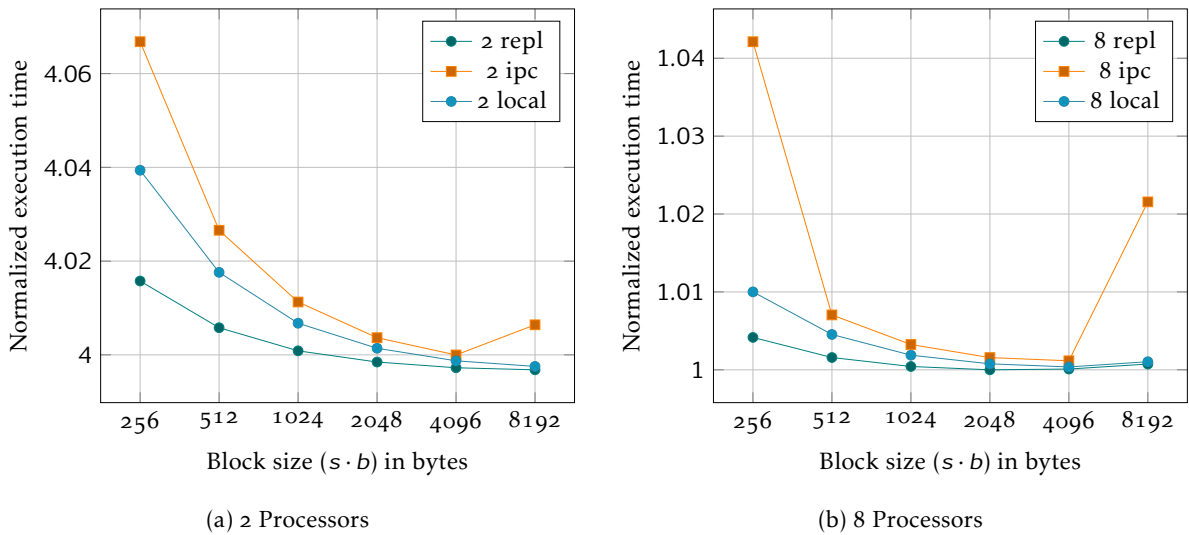 2 repl
2 ipc
2 local
Normalized execution time
4.06
4.04
4.02
4
256 512 1024 2048 4096 8192
Block size (s · b) in bytes
(a) 2 Processors
8 repl
8 ipc
8 local
Normalized execution time
1.04
1.03
1.02
1.01
1
256 512 1024 2048 4096 8192
Block size (s · b) in bytes
(b) 8 Processors